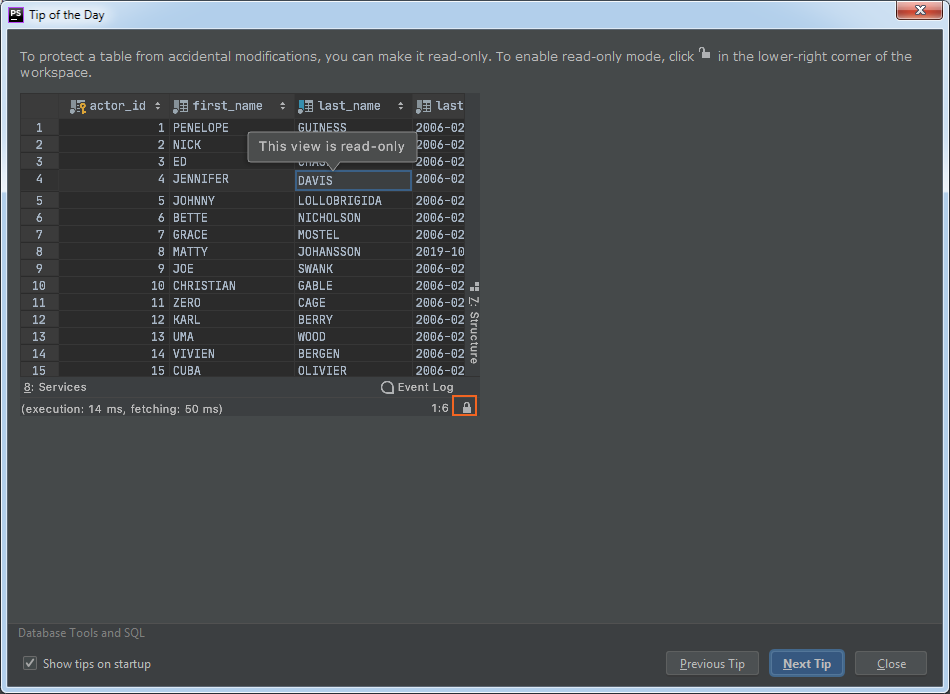 PS Tip of the Day
To protect a table from accidental modifications, you can make it read-only. To enable read-only mode, click in the lower-right corner of the
workspace.
actor_id first_name last_name last
1 1 PENELOPE GUINESS 2006-02
2 2 NICK 2006-02
This view is read-only
3 3 ED CHASE 2006-02
4 4 JENNIFER DAVIS 2006-02
5 5 JOHNNY LOLLOBRIGIDA 2006-02
6 6 BETTE NICHOLSON 2006-02
7 7 GRACE MOSTEL 2006-02
8 8 MATTY JOHANSSON 2019-10
9 9 JOE SWANK 2006-02
10 10 CHRISTIAN GABLE 2006-02
11 11 ZERO CAGE 2006-02
12 12 KARL BERRY 2006-02
13 13 UMA WOOD 2006-02
14 14 VIVIEN BERGEN 2006-02
15 15 CUBA OLIVIER 2006-02
Z: Structure
8: Services Event Log
(execution: 14 ms, fetching: 50 ms) 1:6
Database Tools and SQL
Show tips on startup
Previous Tip Next Tip Close